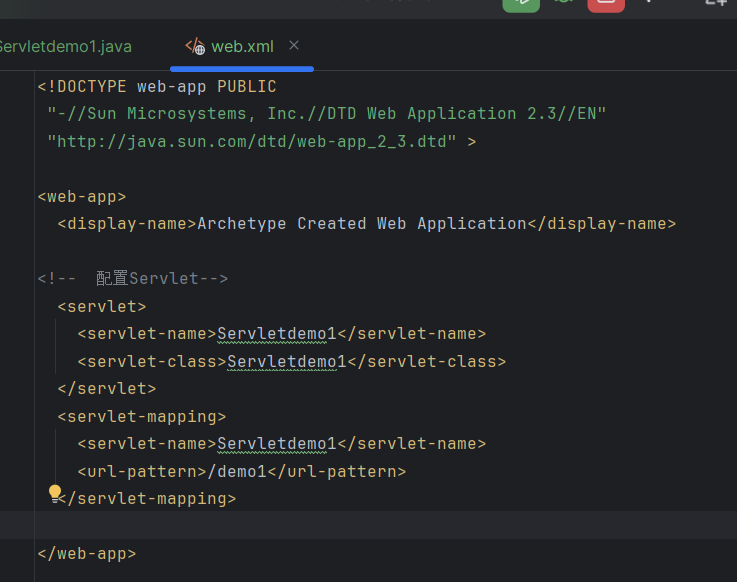 Servletdemo1.java
web.xml
<!DOCTYPE web-app PUBLIC
"-//Sun Microsystems, Inc.//DTD Web Application 2.3//EN"
"http://java.sun.com/dtd/web-app_2_3.dtd" >
<web-app>
<display-name>Archetype Created Web Application</display-name>
<!--  配置Servlet-->
<servlet>
<servlet-name>Servletdemo1</servlet-name>
<servlet-class>Servletdemo1</servlet-class>
</servlet>
<servlet-mapping>
<servlet-name>Servletdemo1</servlet-name>
<url-pattern>/demo1</url-pattern>
</servlet-mapping>
</web-app>